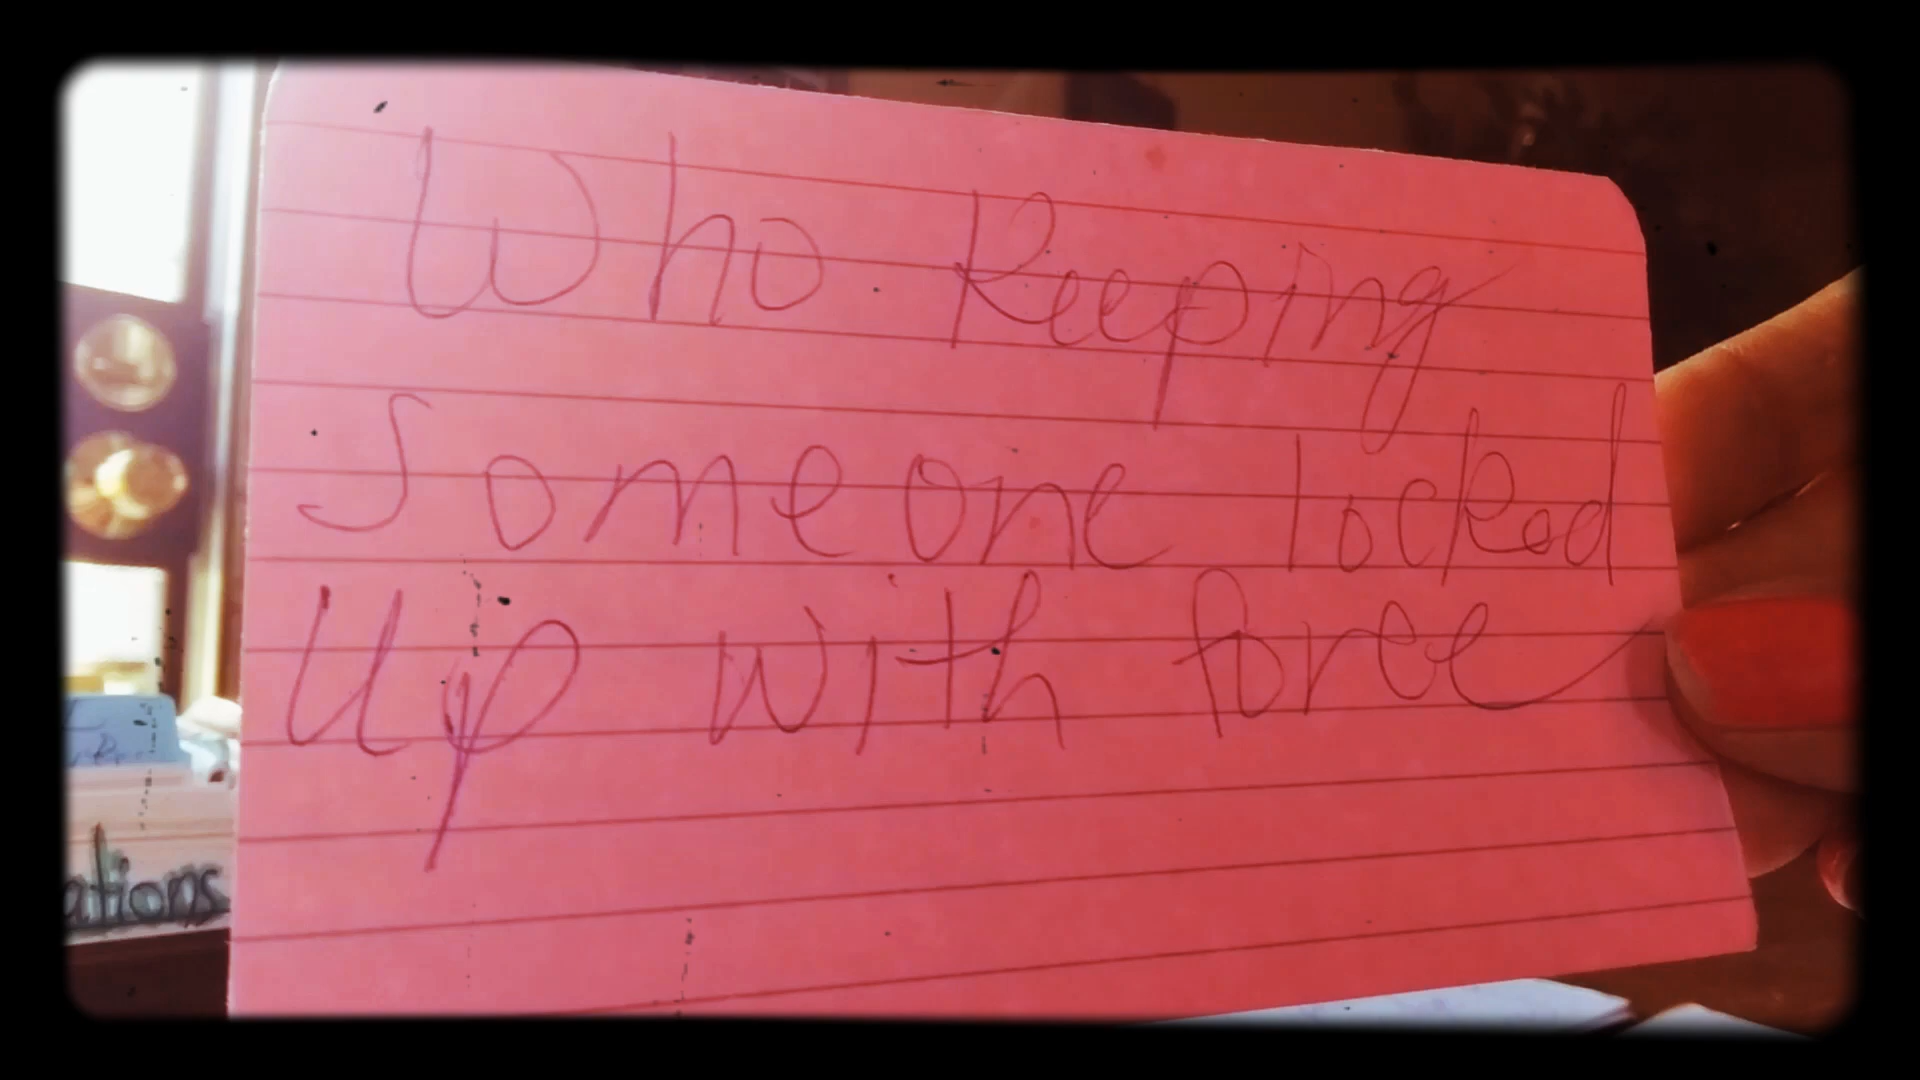 Who Keeping
Someone locked
Up with force
ations